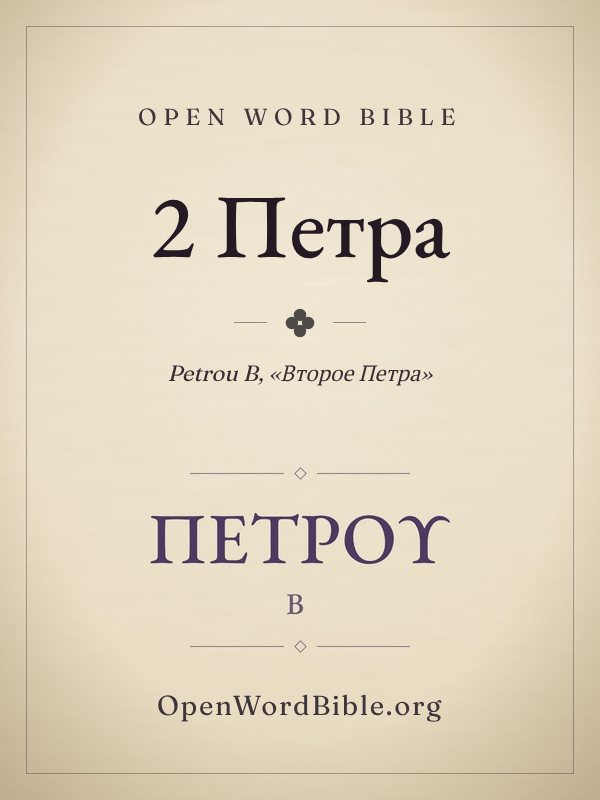 OPEN WORD BIBLE
2 Петра
Petrou B, «Второе Петра»
ΠΕΤΡΟΥ
Β
OpenWordBible.org